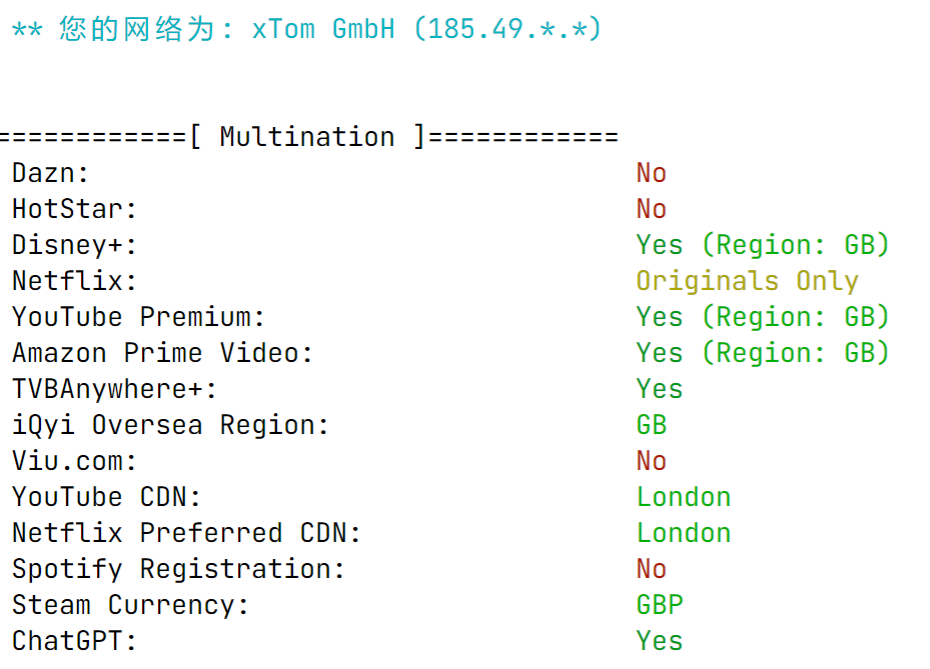 ** 您的网络为: xTom GmbH (185.49.*.*)
============[ Multination ]============
Dazn: No
HotStar: No
Disney+: Yes (Region: GB)
Netflix: Originals Only
YouTube Premium: Yes (Region: GB)
Amazon Prime Video: Yes (Region: GB)
TVBAnywhere+: Yes
iQyi Oversea Region: GB
Viu.com: No
YouTube CDN: London
Netflix Preferred CDN: London
Spotify Registration: No
Steam Currency: GBP
ChatGPT: Yes